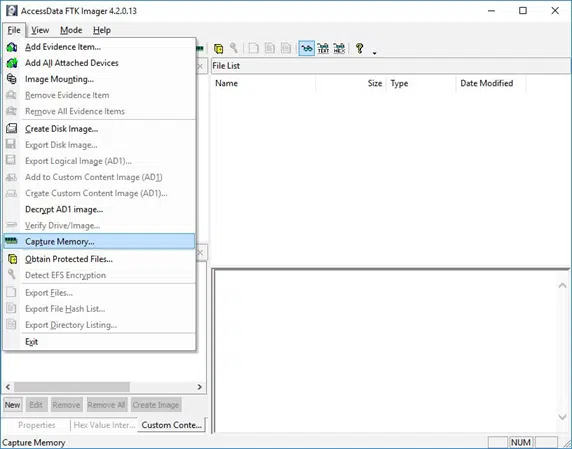 AccessData FTK Imager 4.2.0.13
File View Mode Help
Add Evidence Item...
Add All Attached Devices
Image Mounting...
Remove Evidence Item
Remove All Evidence Items
Create Disk Image...
Export Disk Image...
Export Logical Image (AD1)...
Add to Custom Content Image (AD1)
Create Custom Content Image (AD1)...
Decrypt AD1 image...
Verify Drive/Image...
Capture Memory...
Obtain Protected Files...
Detect EFS Encryption
Export Files...
Export File Hash List...
Export Directory Listing...
Exit
File List
Name Size Type Date Modified
New Edit Remove Remove All Create Image
Properties Hex Value Inter... Custom Conte...
Capture Memory NUM